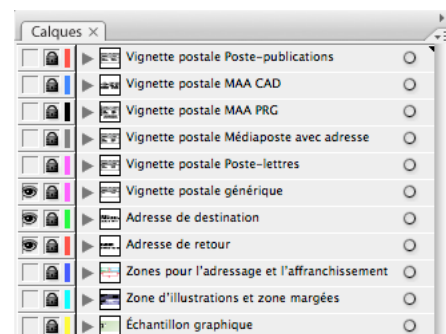 Calques ×
Vignette postale Poste-publications
Vignette postale MAA CAD
Vignette postale MAA PRG
Vignette postale Médiaposte avec adresse
Vignette postale Poste-lettres
Vignette postale générique
Adresse de destination
Adresse de retour
Zones pour l'adressage et l'affranchissement
Zone d'illustrations et zone margées
Échantillon graphique